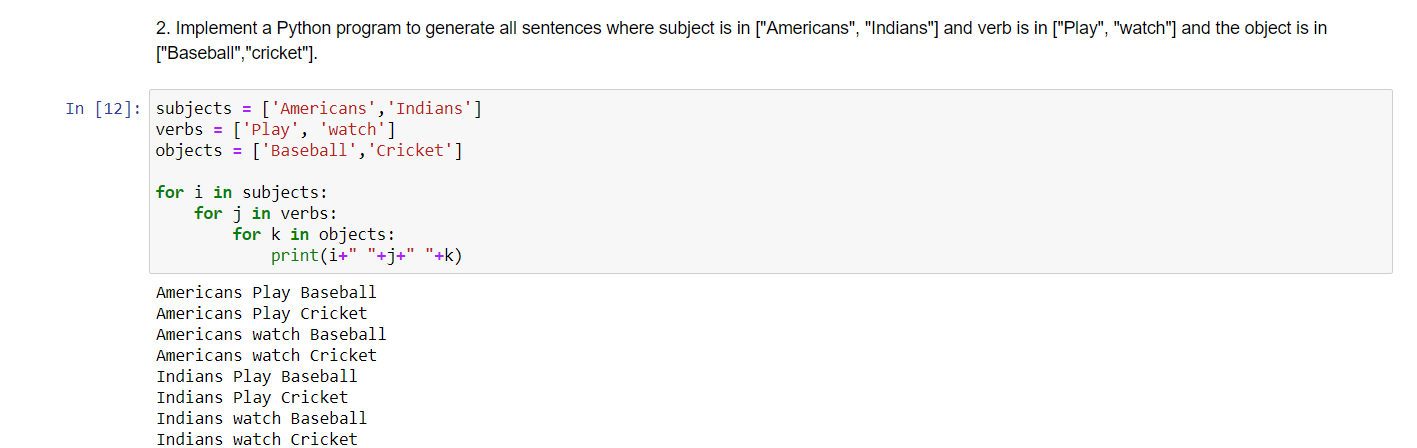 2. Implement a Python program to generate all sentences where subject is in ["Americans", "Indians"] and verb is in ["Play", "watch"] and the object is in
["Baseball","cricket"].
In [12]: subjects = ['Americans','Indians']
verbs = ['Play', 'watch']
objects = ['Baseball','Cricket']
for i in subjects:
    for j in verbs:
        for k in objects:
            print(i+" "+j+" "+k)
Americans Play Baseball
Americans Play Cricket
Americans watch Baseball
Americans watch Cricket
Indians Play Baseball
Indians Play Cricket
Indians watch Baseball
Indians watch Cricket